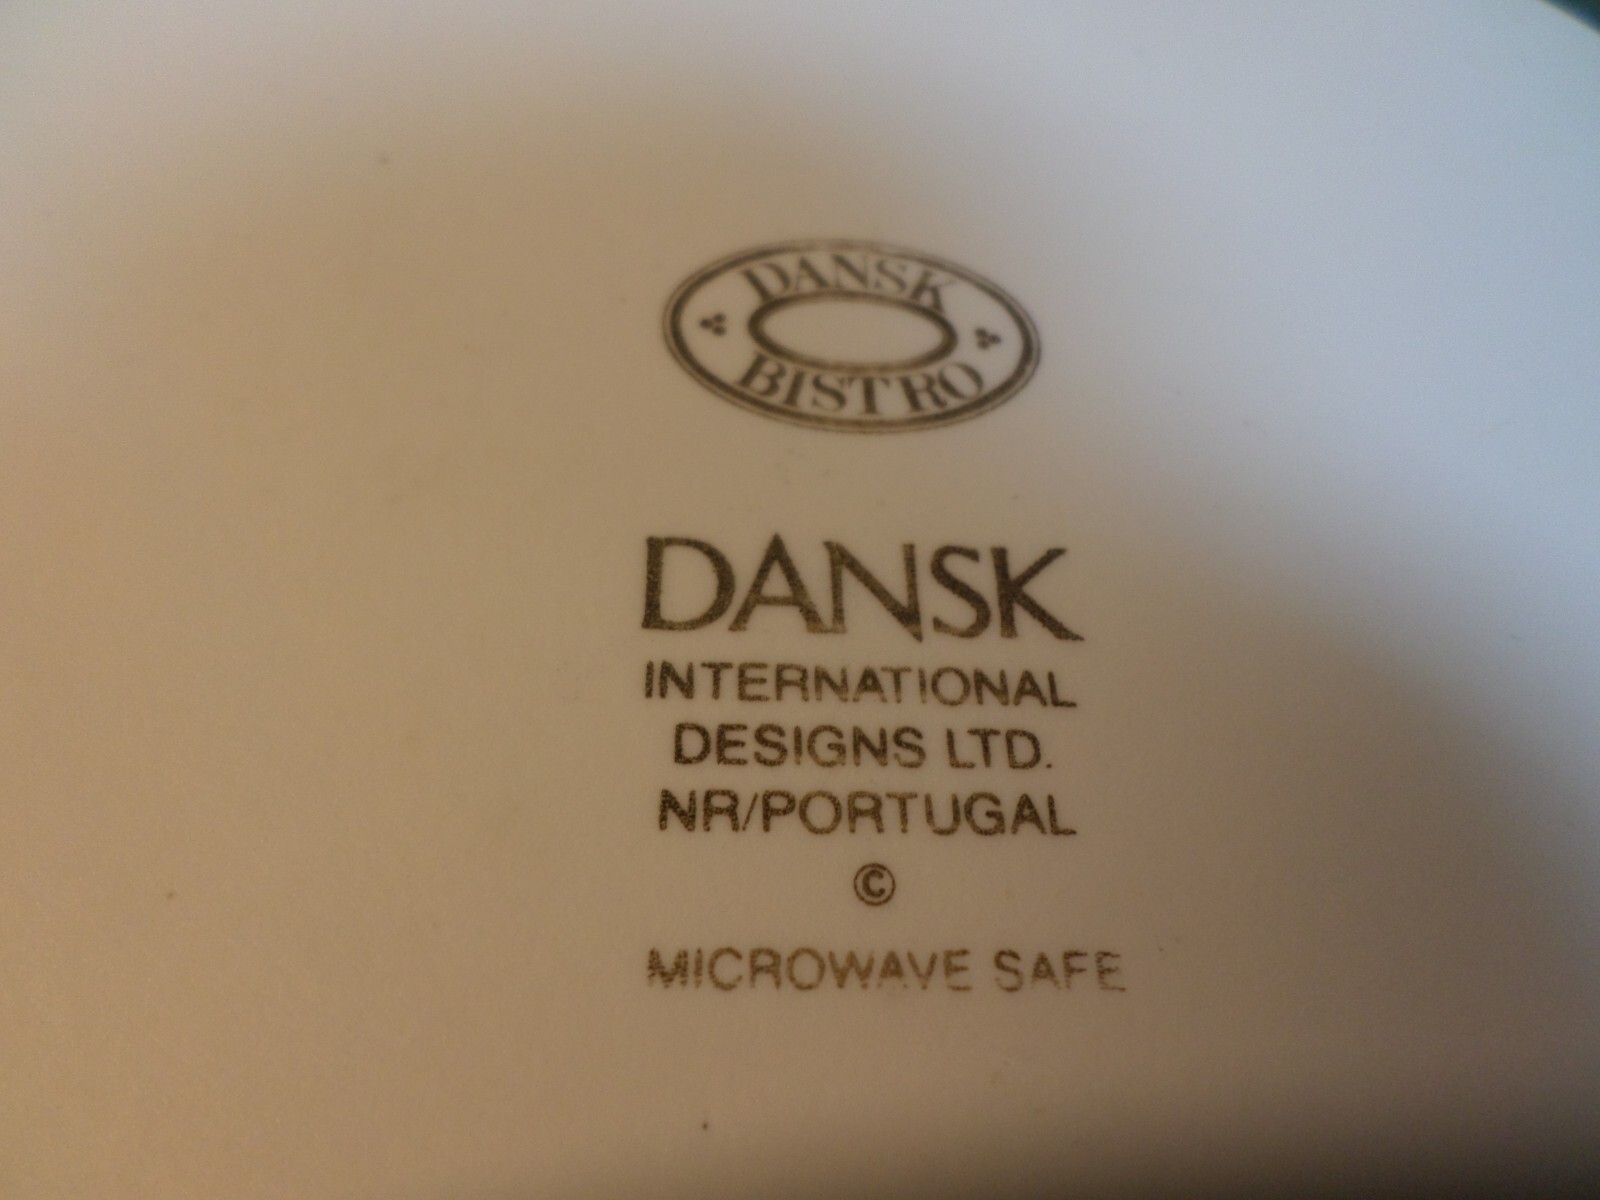 DANSK
BISTRO
DANSK
INTERNATIONAL
DESIGNS LTD.
NR/PORTUGAL
©
MICROWAVE SAFE